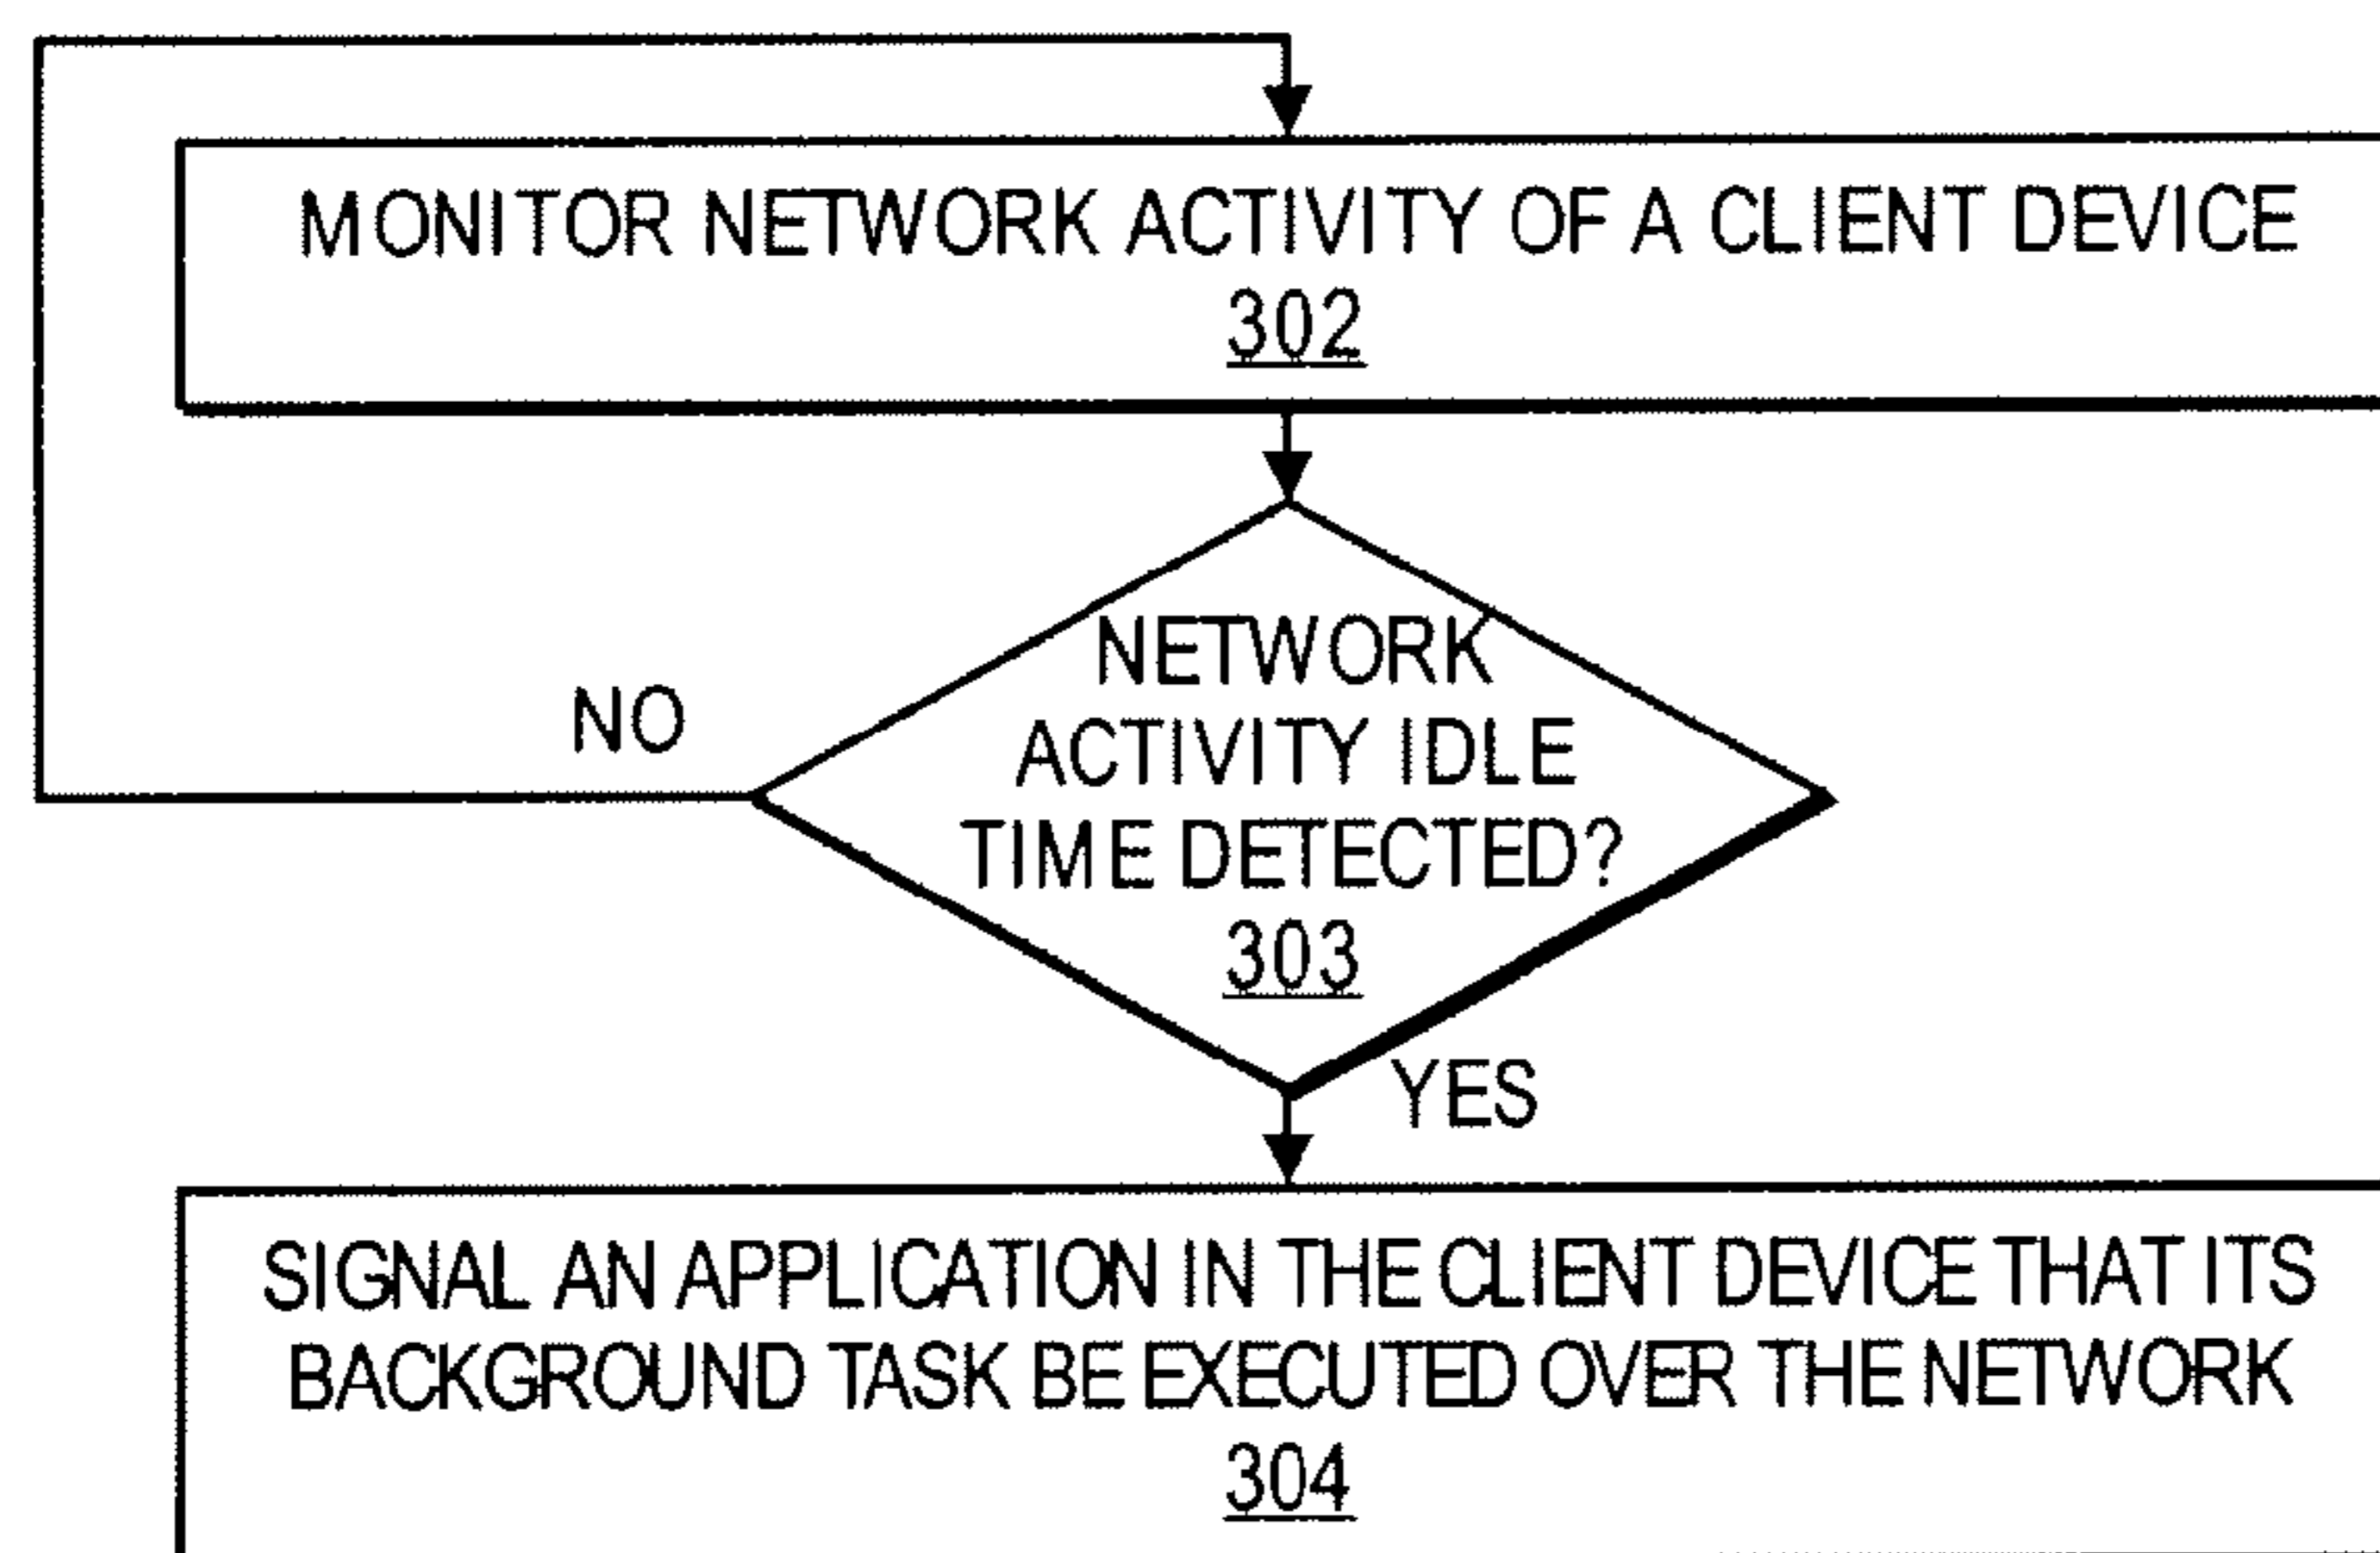 MONITOR NETWORK ACTIVITY OF A CLIENT DEVICE
302
NETWORK
ACTIVITY IDLE
TIME DETECTED?
303
NO
YES
SIGNAL AN APPLICATION IN THE CLIENT DEVICE THAT ITS
BACKGROUND TASK BE EXECUTED OVER THE NETWORK
304